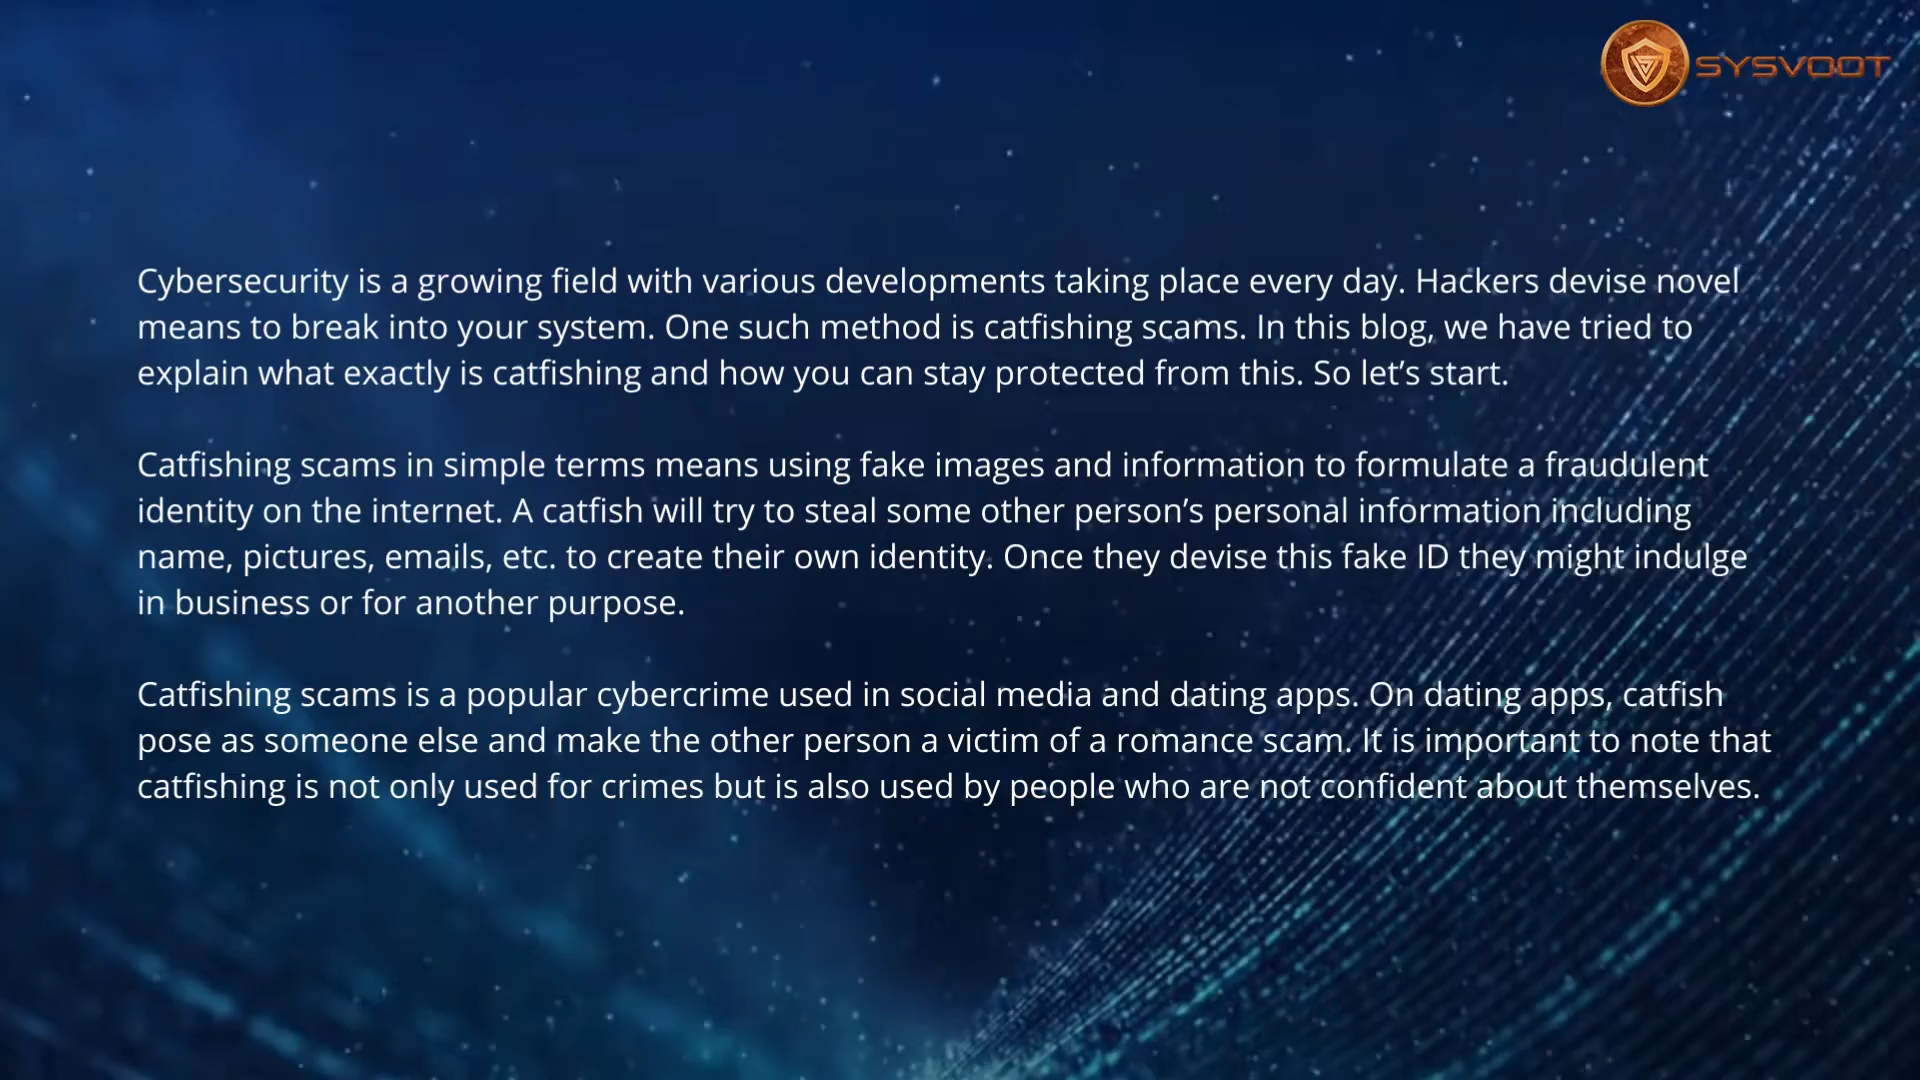 SYSVOOT
Cybersecurity is a growing field with various developments taking place every day. Hackers devise novel
means to break into your system. One such method is catfishing scams. In this blog, we have tried to
explain what exactly is catfishing and how you can stay protected from this. So let’s start.
Catfishing scams in simple terms means using fake images and information to formulate a fraudulent
identity on the internet. A catfish will try to steal some other person’s personal information including
name, pictures, emails, etc. to create their own identity. Once they devise this fake ID they might indulge
in business or for another purpose.
Catfishing scams is a popular cybercrime used in social media and dating apps. On dating apps, catfish
pose as someone else and make the other person a victim of a romance scam. It is important to note that
catfishing is not only used for crimes but is also used by people who are not confident about themselves.